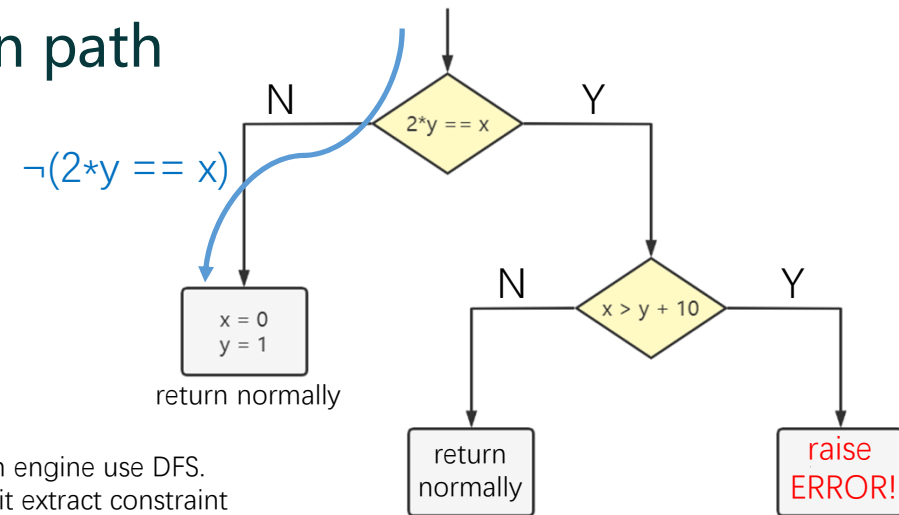 n path
N
Y
2*y == x
¬(2*y == x)
N
Y
x > y + 10
x = 0
y = 1
return normally
return
normally
raise
ERROR!
n engine use DFS.
it extract constraint